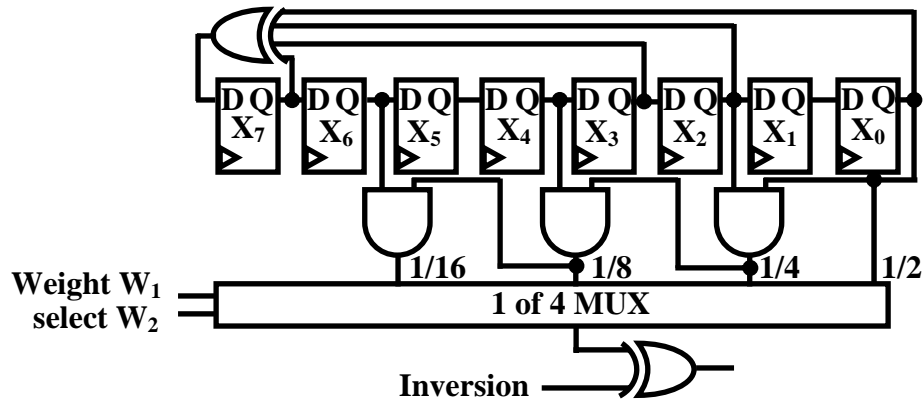 D Q D Q D Q D Q D Q D Q D Q D Q
X₇ X₆ X₅ X₄ X₃ X₂ X₁ X₀
1/16 1/8 1/4 1/2
Weight W₁
select W₂
1 of 4 MUX
Inversion